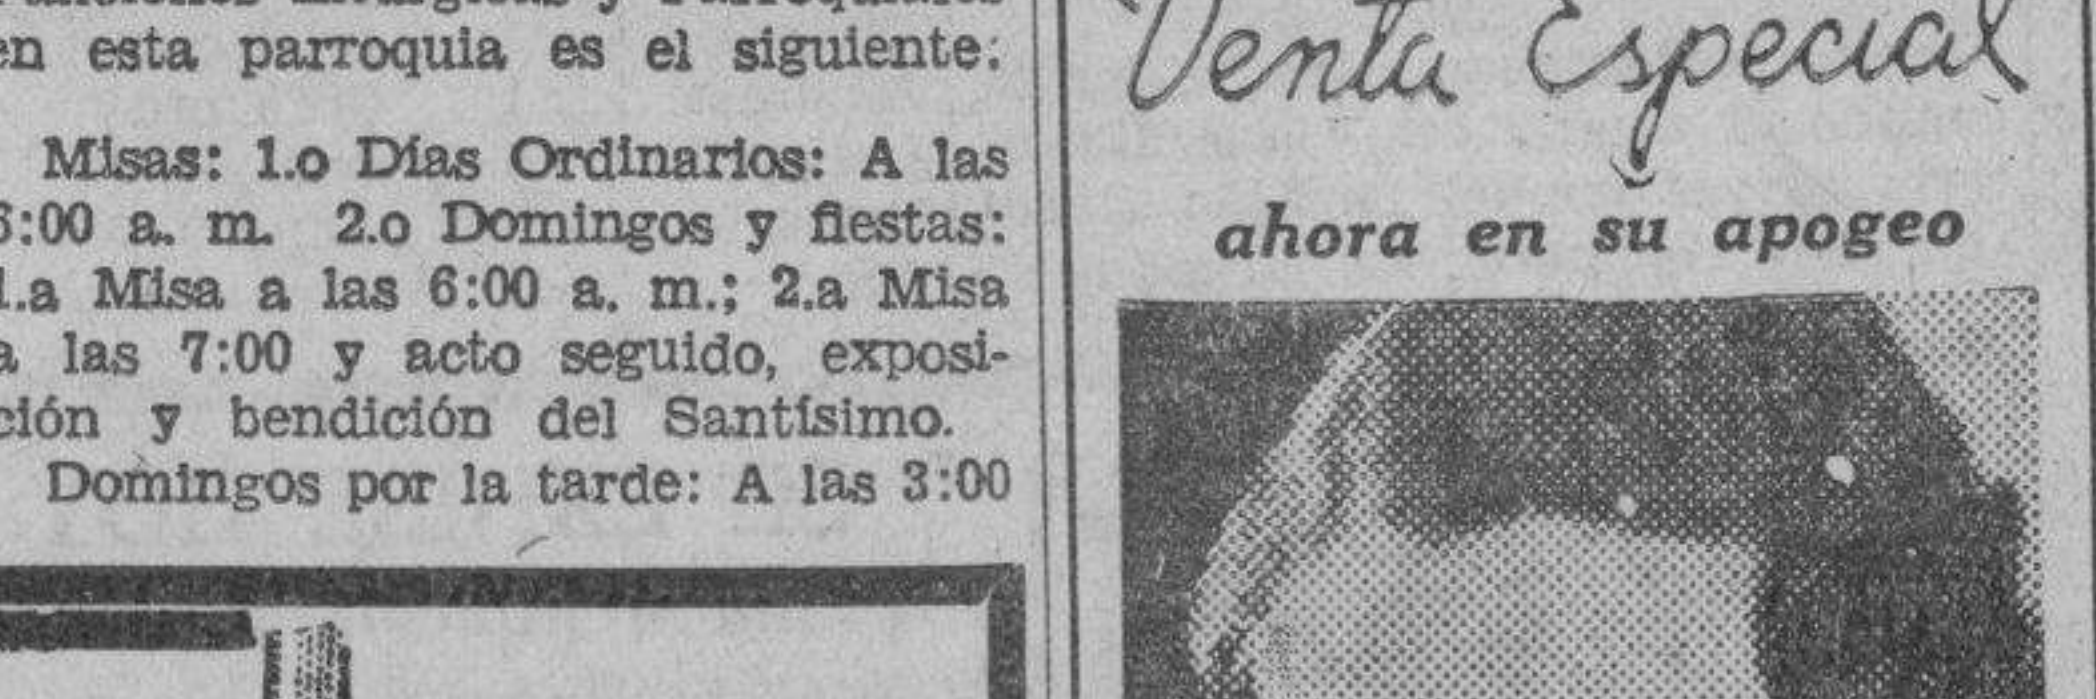 en esta parroquia es el siguiente:
Misas: 1.o Días Ordinarios: A las
6:00 a. m. 2.o Domingos y fiestas:
1.a Misa a las 6:00 a. m.; 2.a Misa
a las 7:00 y acto seguido, exposi-
ción y bendición del Santísimo.
Domingos por la tarde: A las 3:00
Venta Especial
ahora en su apogeo